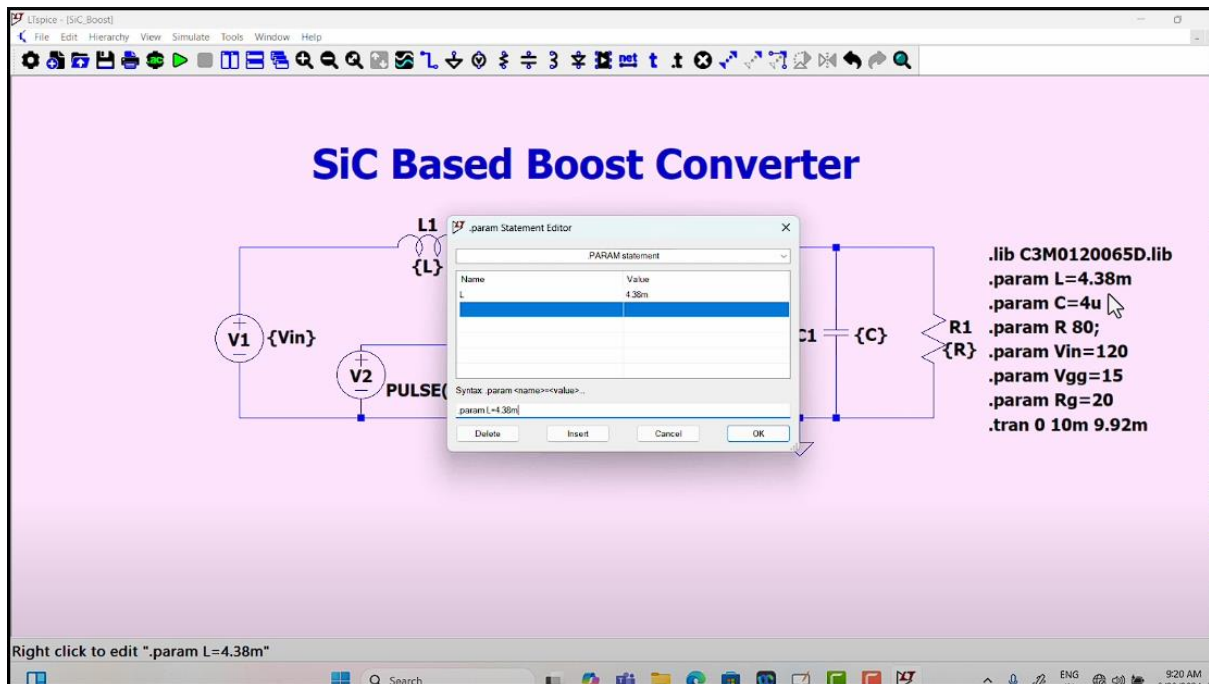 LTspice - [SiC_Boost]
File Edit Hierarchy View Simulate Tools Window Help
SiC Based Boost Converter
L1
{L}
V1
{Vin}
V2
PULSE(
.param Statement Editor
.PARAM statement
Name Value
L 4.38m
Syntax: .param <name>=<value>...
.param L=4.38m
Delete Insert Cancel OK
C1
{C}
R1
{R}
.lib C3M0120065D.lib
.param L=4.38m
.param C=4u
.param R 80;
.param Vin=120
.param Vgg=15
.param Rg=20
.tran 0 10m 9.92m
Right click to edit ".param L=4.38m"
Search
ENG
9:20 AM